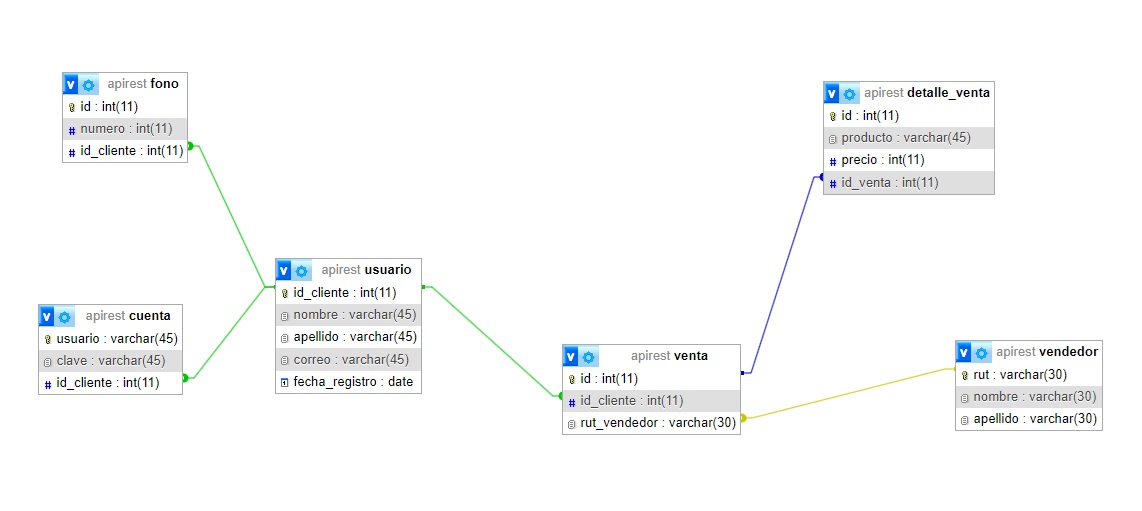 v apirest fono
id : int(11)
# numero : int(11)
# id_cliente : int(11)
v apirest detalle_venta
id : int(11)
producto : varchar(45)
# precio : int(11)
# id_venta : int(11)
v apirest usuario
id_cliente : int(11)
nombre : varchar(45)
apellido : varchar(45)
correo : varchar(45)
fecha_registro : date
v apirest cuenta
usuario : varchar(45)
clave : varchar(45)
# id_cliente : int(11)
v apirest venta
id : int(11)
# id_cliente : int(11)
rut_vendedor : varchar(30)
v apirest vendedor
rut : varchar(30)
nombre : varchar(30)
apellido : varchar(30)